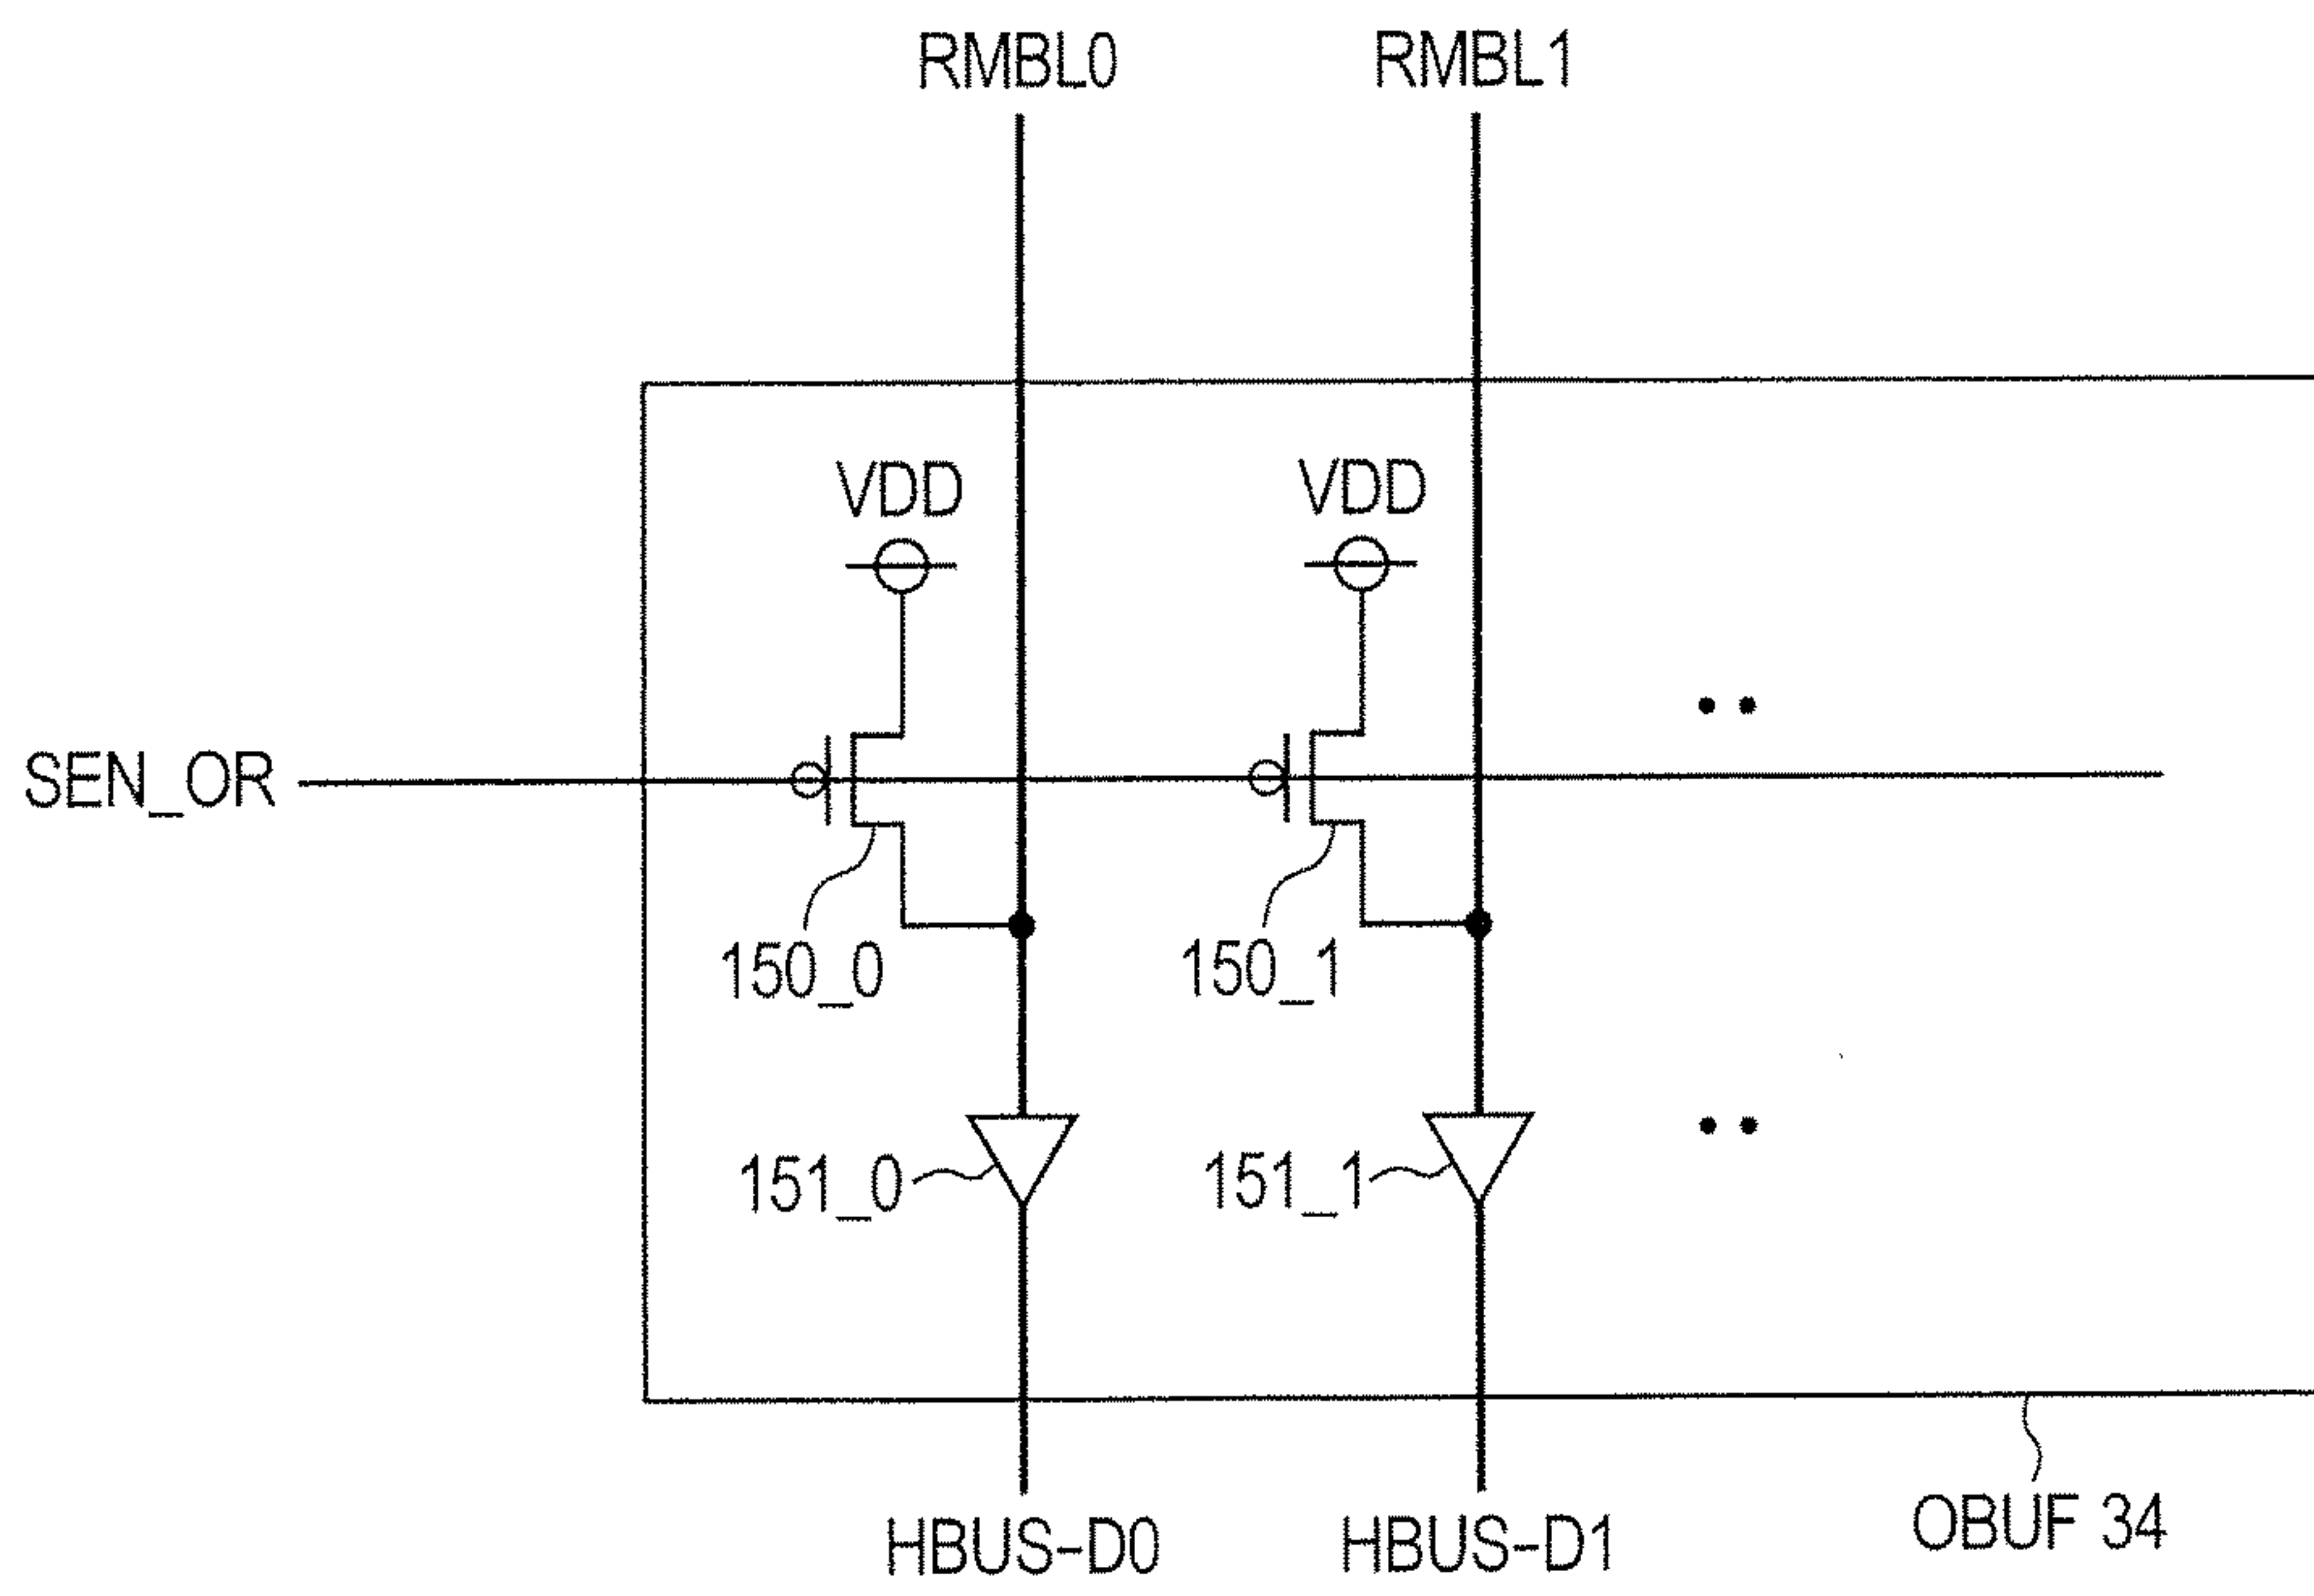 RMBL0 RMBL1
VDD VDD
SEN_OR
150_0 150_1
151_0 151_1
HBUS-D0 HBUS-D1
OBUF 34